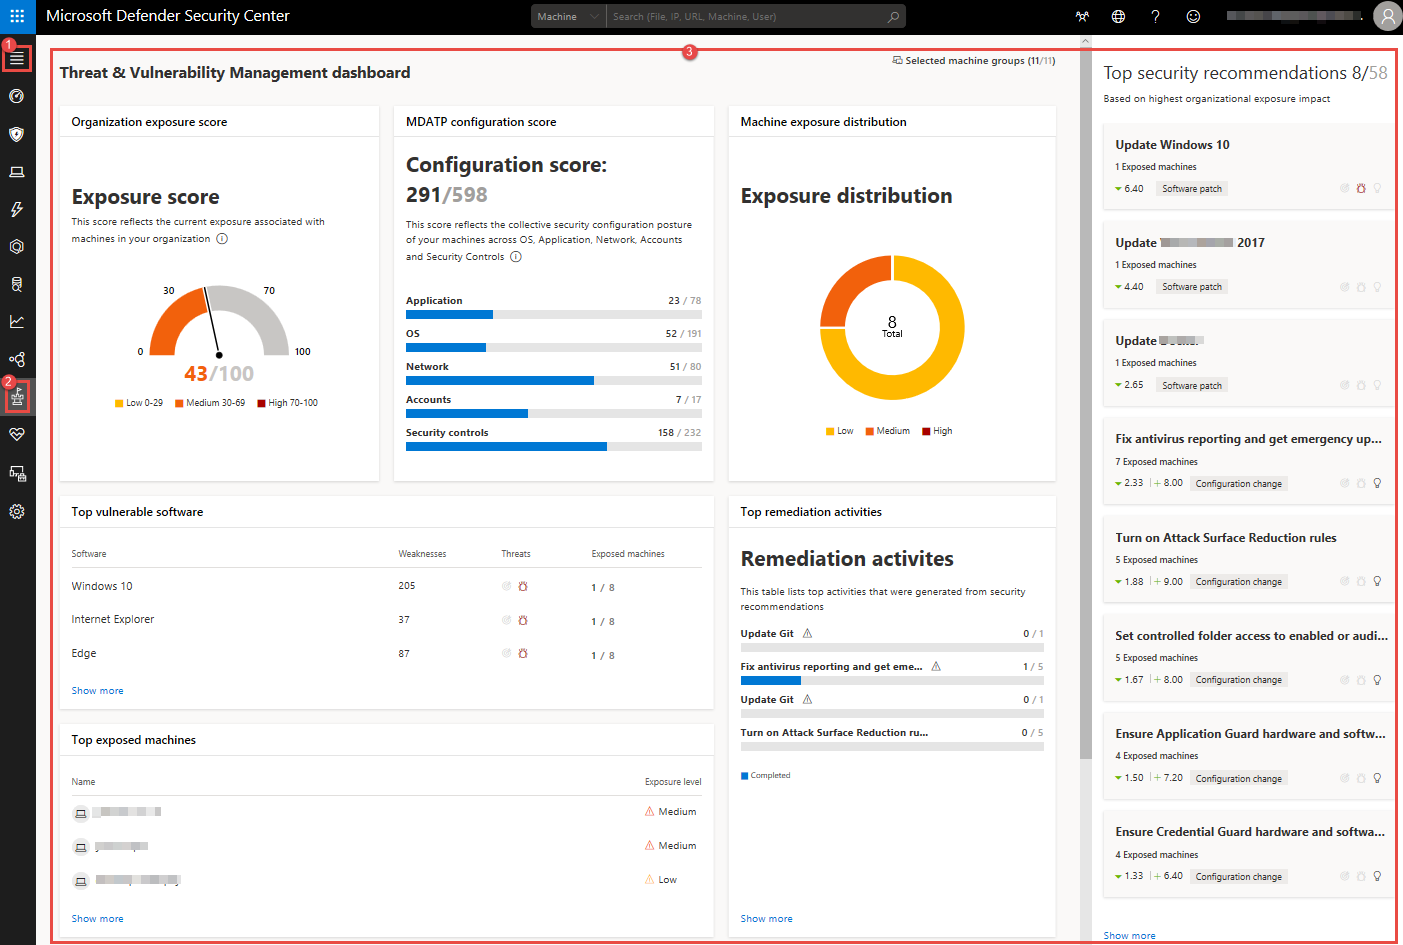 Microsoft Defender Security Center
Machine
Search (File, IP, URL, Machine, User)
?
1
2
3
Threat & Vulnerability Management dashboard
Selected machine groups (11/11)
Organization exposure score
Exposure score
This score reflects the current exposure associated with
machines in your organization
30
70
0
100
43/100
Low 0-29
Medium 30-69
High 70-100
MDATP configuration score
Configuration score:
291/598
This score reflects the collective security configuration posture
of your machines across OS, Application, Network, Accounts
and Security Controls
Application 23 / 78
OS 52 / 191
Network 51 / 80
Accounts 7 / 17
Security controls 158 / 232
Machine exposure distribution
Exposure distribution
8
Total
Low
Medium
High
Top vulnerable software
Software Weaknesses Threats Exposed machines
Windows 10 205 1 / 8
Internet Explorer 37 1 / 8
Edge 87 1 / 8
Show more
Top exposed machines
Name Exposure level
Medium
Medium
Low
Show more
Top remediation activities
Remediation activites
This table lists top activities that were generated from security
recommendations
Update Git 0 / 1
Fix antivirus reporting and get eme... 1 / 5
Update Git 0 / 1
Turn on Attack Surface Reduction ru... 0 / 5
Completed
Show more
Top security recommendations 8/58
Based on highest organizational exposure impact
Update Windows 10
1 Exposed machines
6.40 Software patch
Update 2017
1 Exposed machines
4.40 Software patch
Update
1 Exposed machines
2.65 Software patch
Fix antivirus reporting and get emergency up...
7 Exposed machines
2.33 | + 8.00 Configuration change
Turn on Attack Surface Reduction rules
5 Exposed machines
1.88 | + 9.00 Configuration change
Set controlled folder access to enabled or audi...
5 Exposed machines
1.67 | + 8.00 Configuration change
Ensure Application Guard hardware and softw...
4 Exposed machines
1.50 | + 7.20 Configuration change
Ensure Credential Guard hardware and softwa...
4 Exposed machines
1.33 | + 6.40 Configuration change
Show more